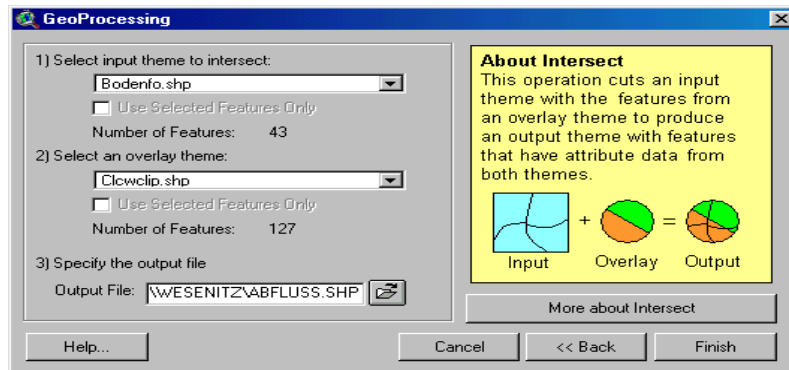 GeoProcessing
1) Select input theme to intersect:
Bodenfo.shp
Use Selected Features Only
Number of Features: 43
2) Select an overlay theme:
Clcwclip.shp
Use Selected Features Only
Number of Features: 127
3) Specify the output file
Output File: \WESENITZ\ABFLUSS.SHP
About Intersect
This operation cuts an input
theme with the features from
an overlay theme to produce
an output theme with features
that have attribute data from
both themes.
+ =
Input Overlay Output
More about Intersect
Help... Cancel << Back Finish